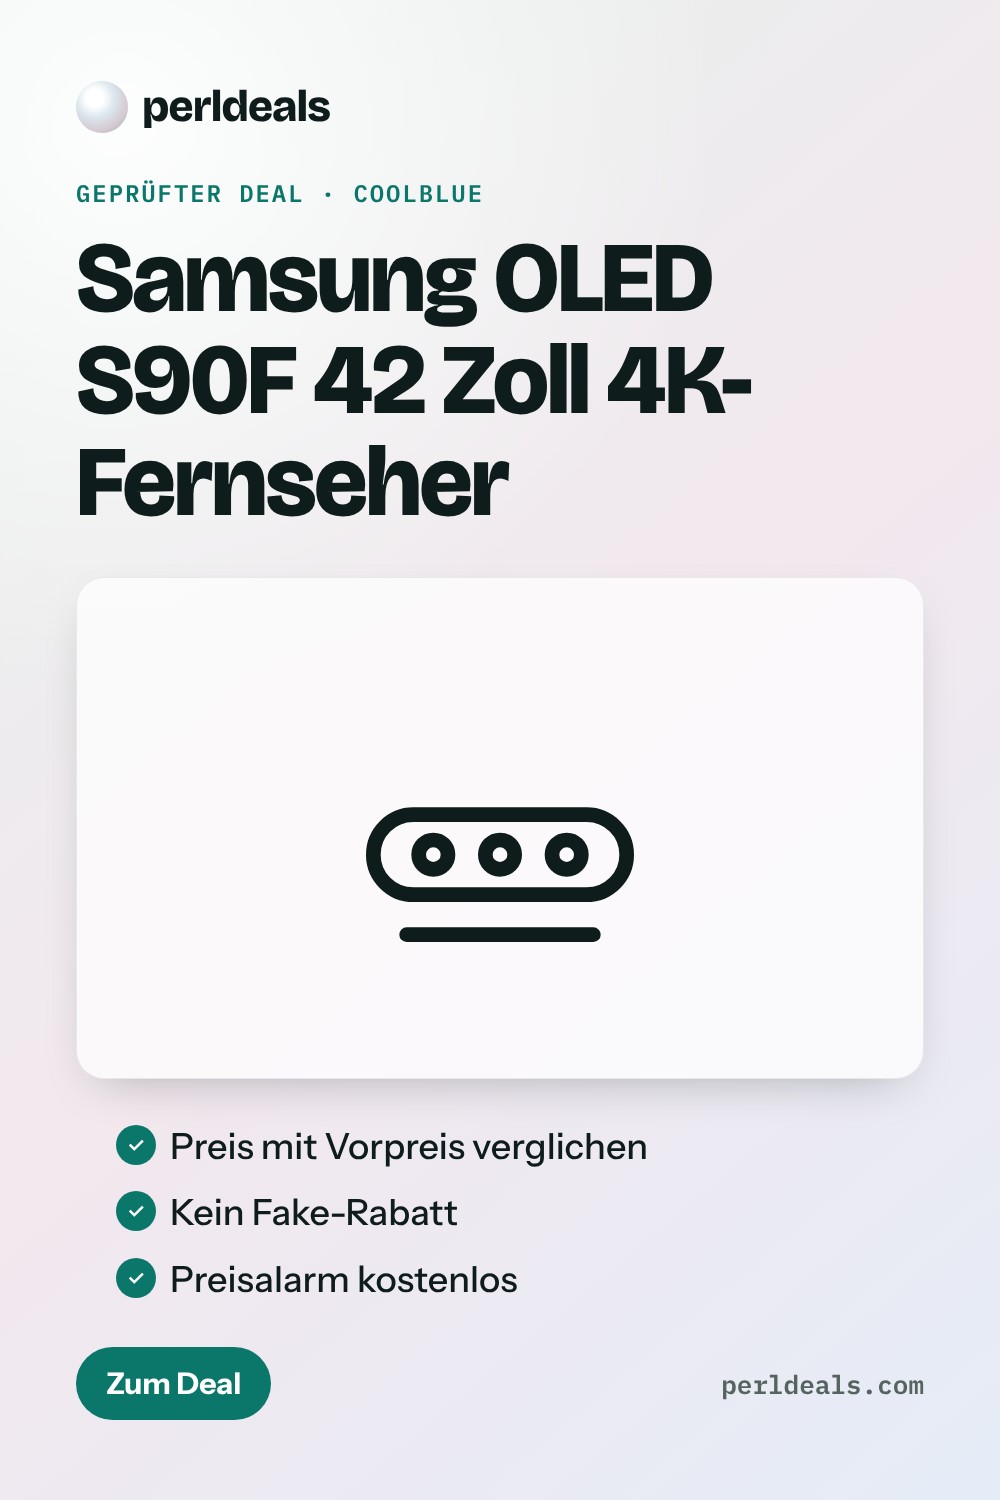 perldeals
GEPRÜFTER DEAL · COOLBLUE
Samsung OLED
S90F 42 Zoll 4K-
Fernseher
Preis mit Vorpreis verglichen
Kein Fake-Rabatt
Preisalarm kostenlos
Zum Deal
perldeals.com